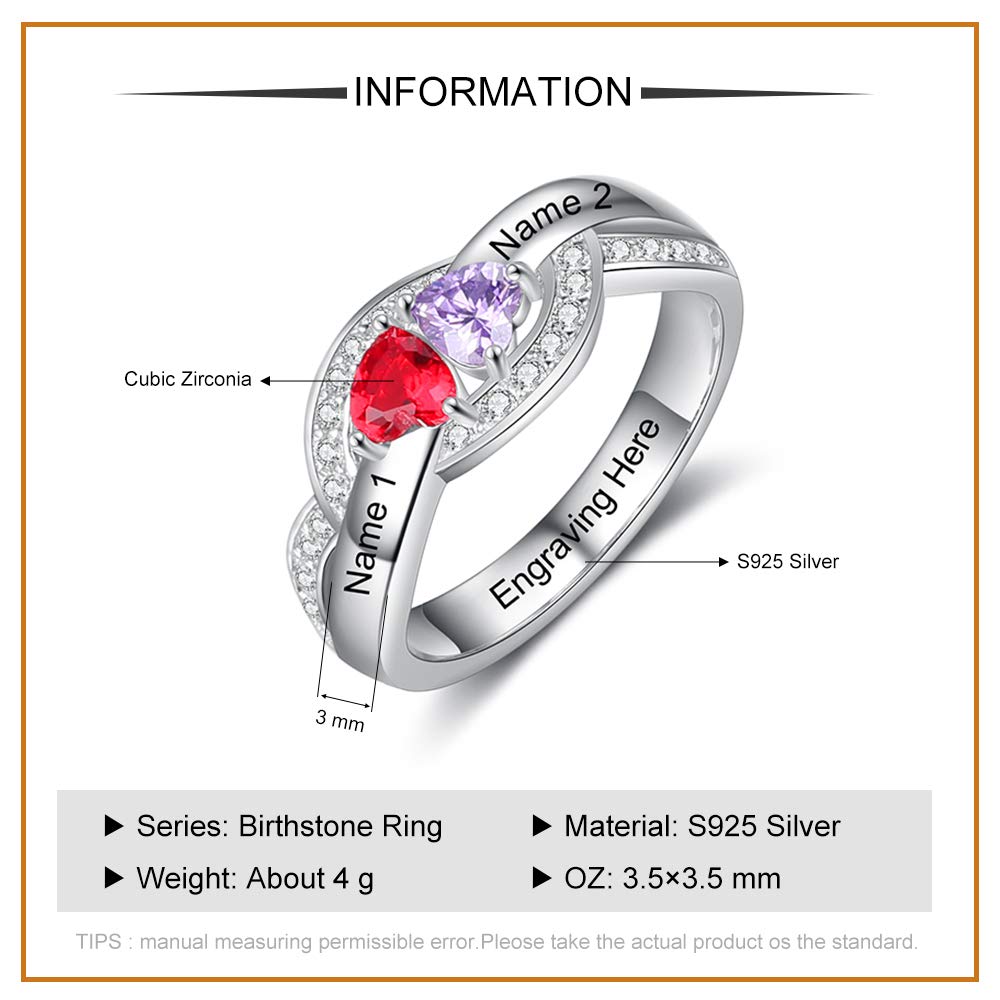 INFORMATION
Name 2
Cubic Zirconia
Name 1
Engraving Here
S925 Silver
3 mm
Series: Birthstone Ring
Material: S925 Silver
Weight: About 4 g
OZ: 3.5×3.5 mm
TIPS : manual measuring permissible error.Pleose take the actual product os the standard.